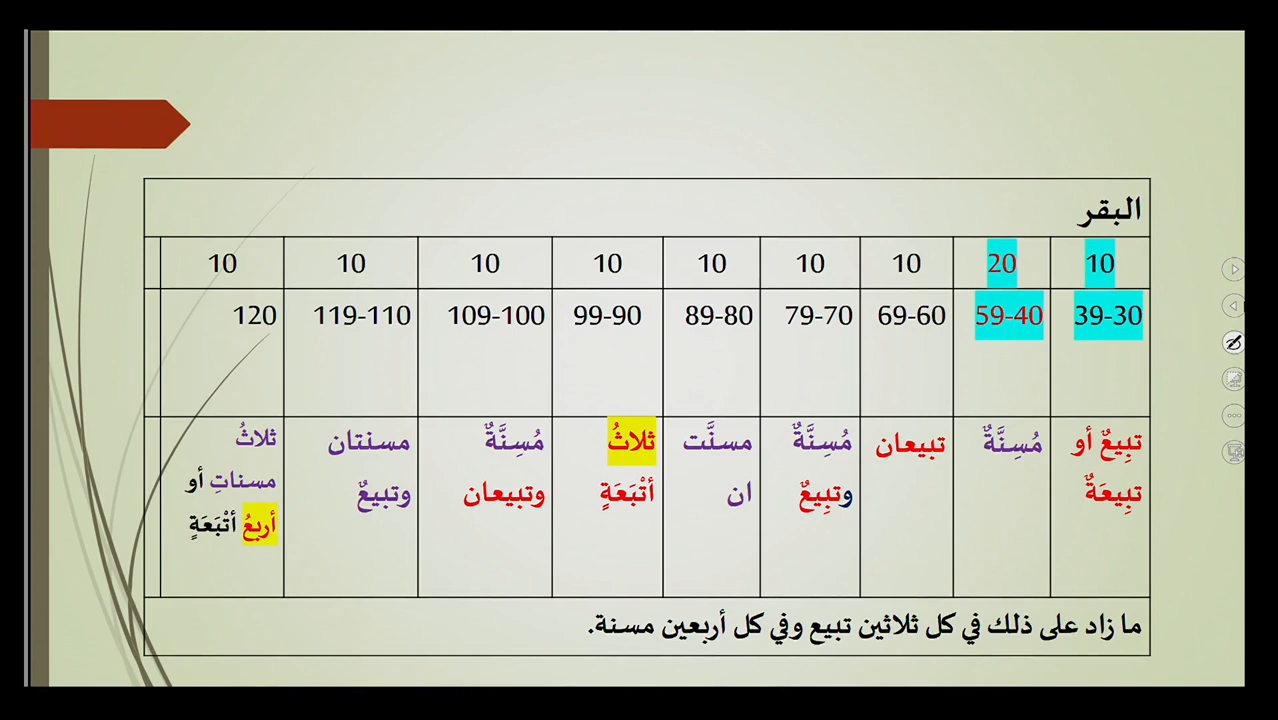 البقر
10 20 10 10 10 10 10 10 10
39-30 59-40 69-60 79-70 89-80 99-90 109-100 119-110 120
تبِيعٌ أو تبِيعَةٌ
مُسِنَّةٌ
تبيعان
مُسِنَّةٌ وتبِيعٌ
مسنَّت ان
ثلاثُ أتْبَعَةٍ
مُسِنَّةٌ وتبيعان
مسنتان وتبيعٌ
ثلاثُ مسناتٍ أو أربعُ أتْبَعَةٍ
ما زاد على ذلك في كل ثلاثين تبيع وفي كل أربعين مسنة.